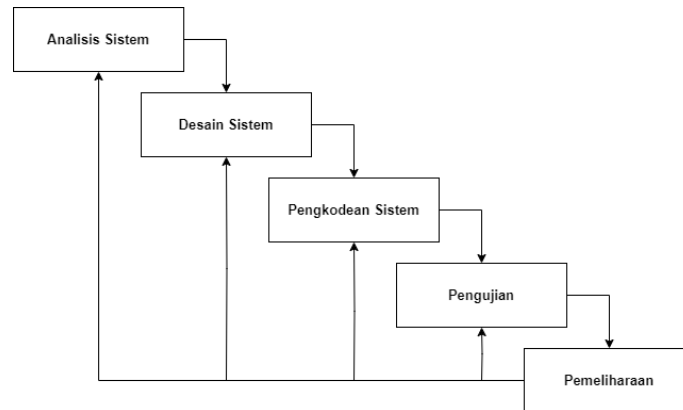 Analisis Sistem
Desain Sistem
Pengkodean Sistem
Pengujian
Pemeliharaan